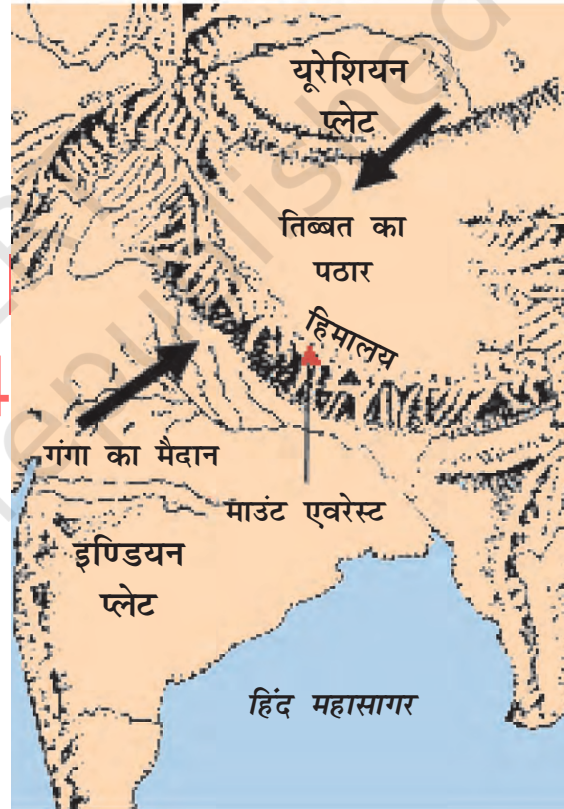 यूरेशियन
प्लेट
तिब्बत का
पठार
हिमालय
गंगा का मैदान
माउंट एवरेस्ट
इण्डियन
प्लेट
हिंद महासागर